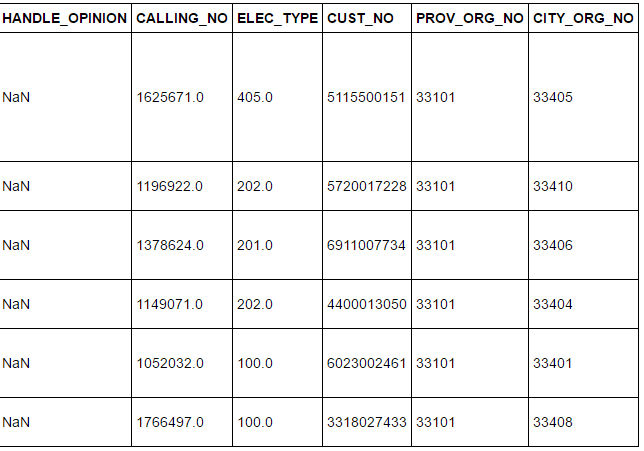 HANDLE_OPINION CALLING_NO ELEC_TYPE CUST_NO PROV_ORG_NO CITY_ORG_NO
NaN 1625671.0 405.0 5115500151 33101 33405
NaN 1196922.0 202.0 5720017228 33101 33410
NaN 1378624.0 201.0 6911007734 33101 33406
NaN 1149071.0 202.0 4400013050 33101 33404
NaN 1052032.0 100.0 6023002461 33101 33401
NaN 1766497.0 100.0 3318027433 33101 33408